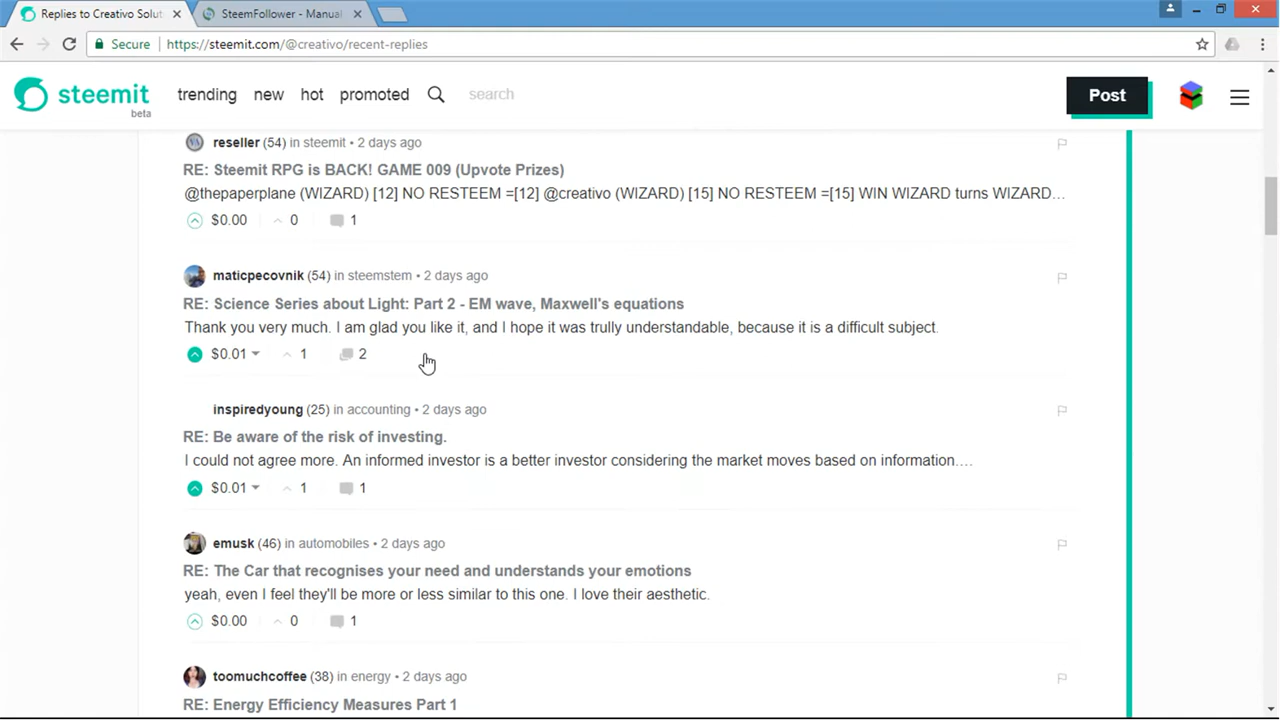 Replies to Creativo Solut
SteemFollower - Manual
Secure https://steemit.com/@creativo/recent-replies
steemit
beta
trending new hot promoted search Post
reseller (54) in steemit • 2 days ago
RE: Steemit RPG is BACK! GAME 009 (Upvote Prizes)
@thepaperplane (WIZARD) [12] NO RESTEEM =[12] @creativo (WIZARD) [15] NO RESTEEM =[15] WIN WIZARD turns WIZARD…
$0.00 0 1
maticpecovnik (54) in steemstem • 2 days ago
RE: Science Series about Light: Part 2 - EM wave, Maxwell's equations
Thank you very much. I am glad you like it, and I hope it was trully understandable, because it is a difficult subject.
$0.01 1 2
inspiredyoung (25) in accounting • 2 days ago
RE: Be aware of the risk of investing.
I could not agree more. An informed investor is a better investor considering the market moves based on information.…
$0.01 1 1
emusk (46) in automobiles • 2 days ago
RE: The Car that recognises your need and understands your emotions
yeah, even I feel they'll be more or less similar to this one. I love their aesthetic.
$0.00 0 1
toomuchcoffee (38) in energy • 2 days ago
RE: Energy Efficiency Measures Part 1